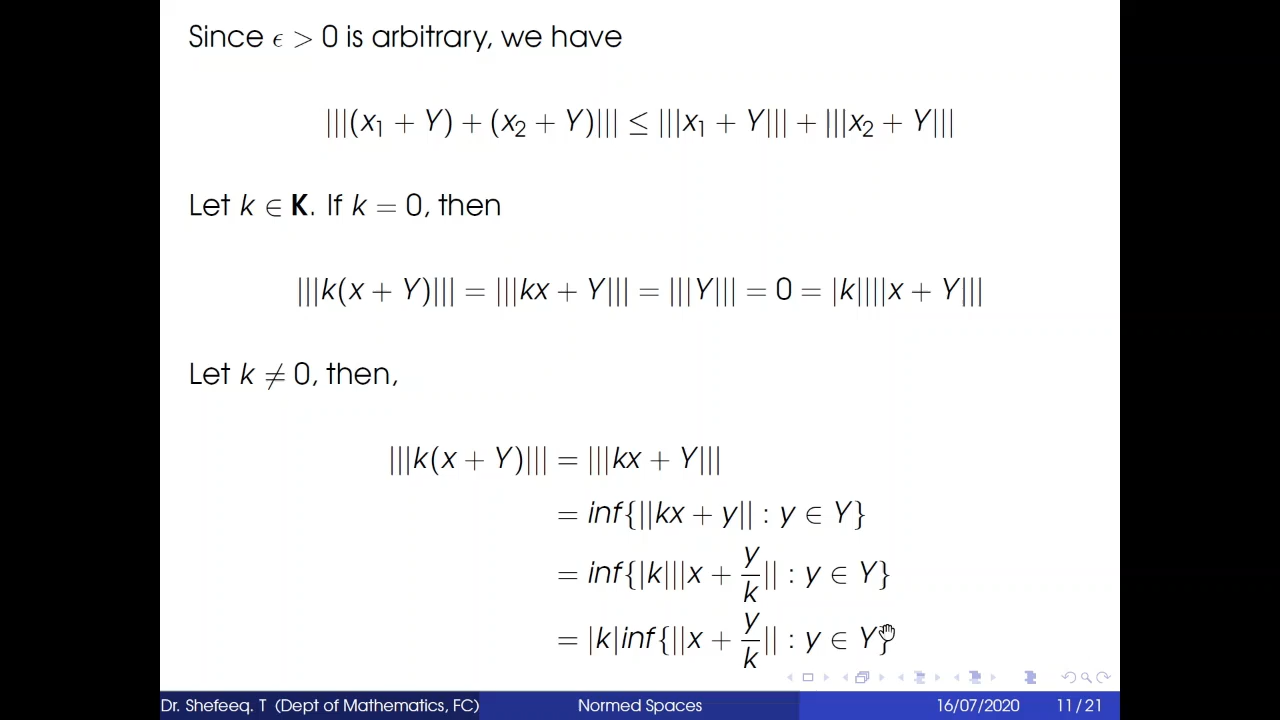 Since ϵ > 0 is arbitrary, we have
|||(x₁ + Y) + (x₂ + Y)||| ≤ |||x₁ + Y||| + |||x₂ + Y|||
Let k ∈ K. If k = 0, then
|||k(x + Y)||| = |||kx + Y||| = |||Y||| = 0 = |k||||x + Y|||
Let k ≠ 0, then,
|||k(x + Y)||| = |||kx + Y|||
= inf{||kx + y|| : y ∈ Y}
= inf{|k|||x + y/k|| : y ∈ Y}
= |k|inf{||x + y/k|| : y ∈ Y}
Dr. Shefeeq. T (Dept of Mathematics, FC) Normed Spaces 16/07/2020 11 / 21